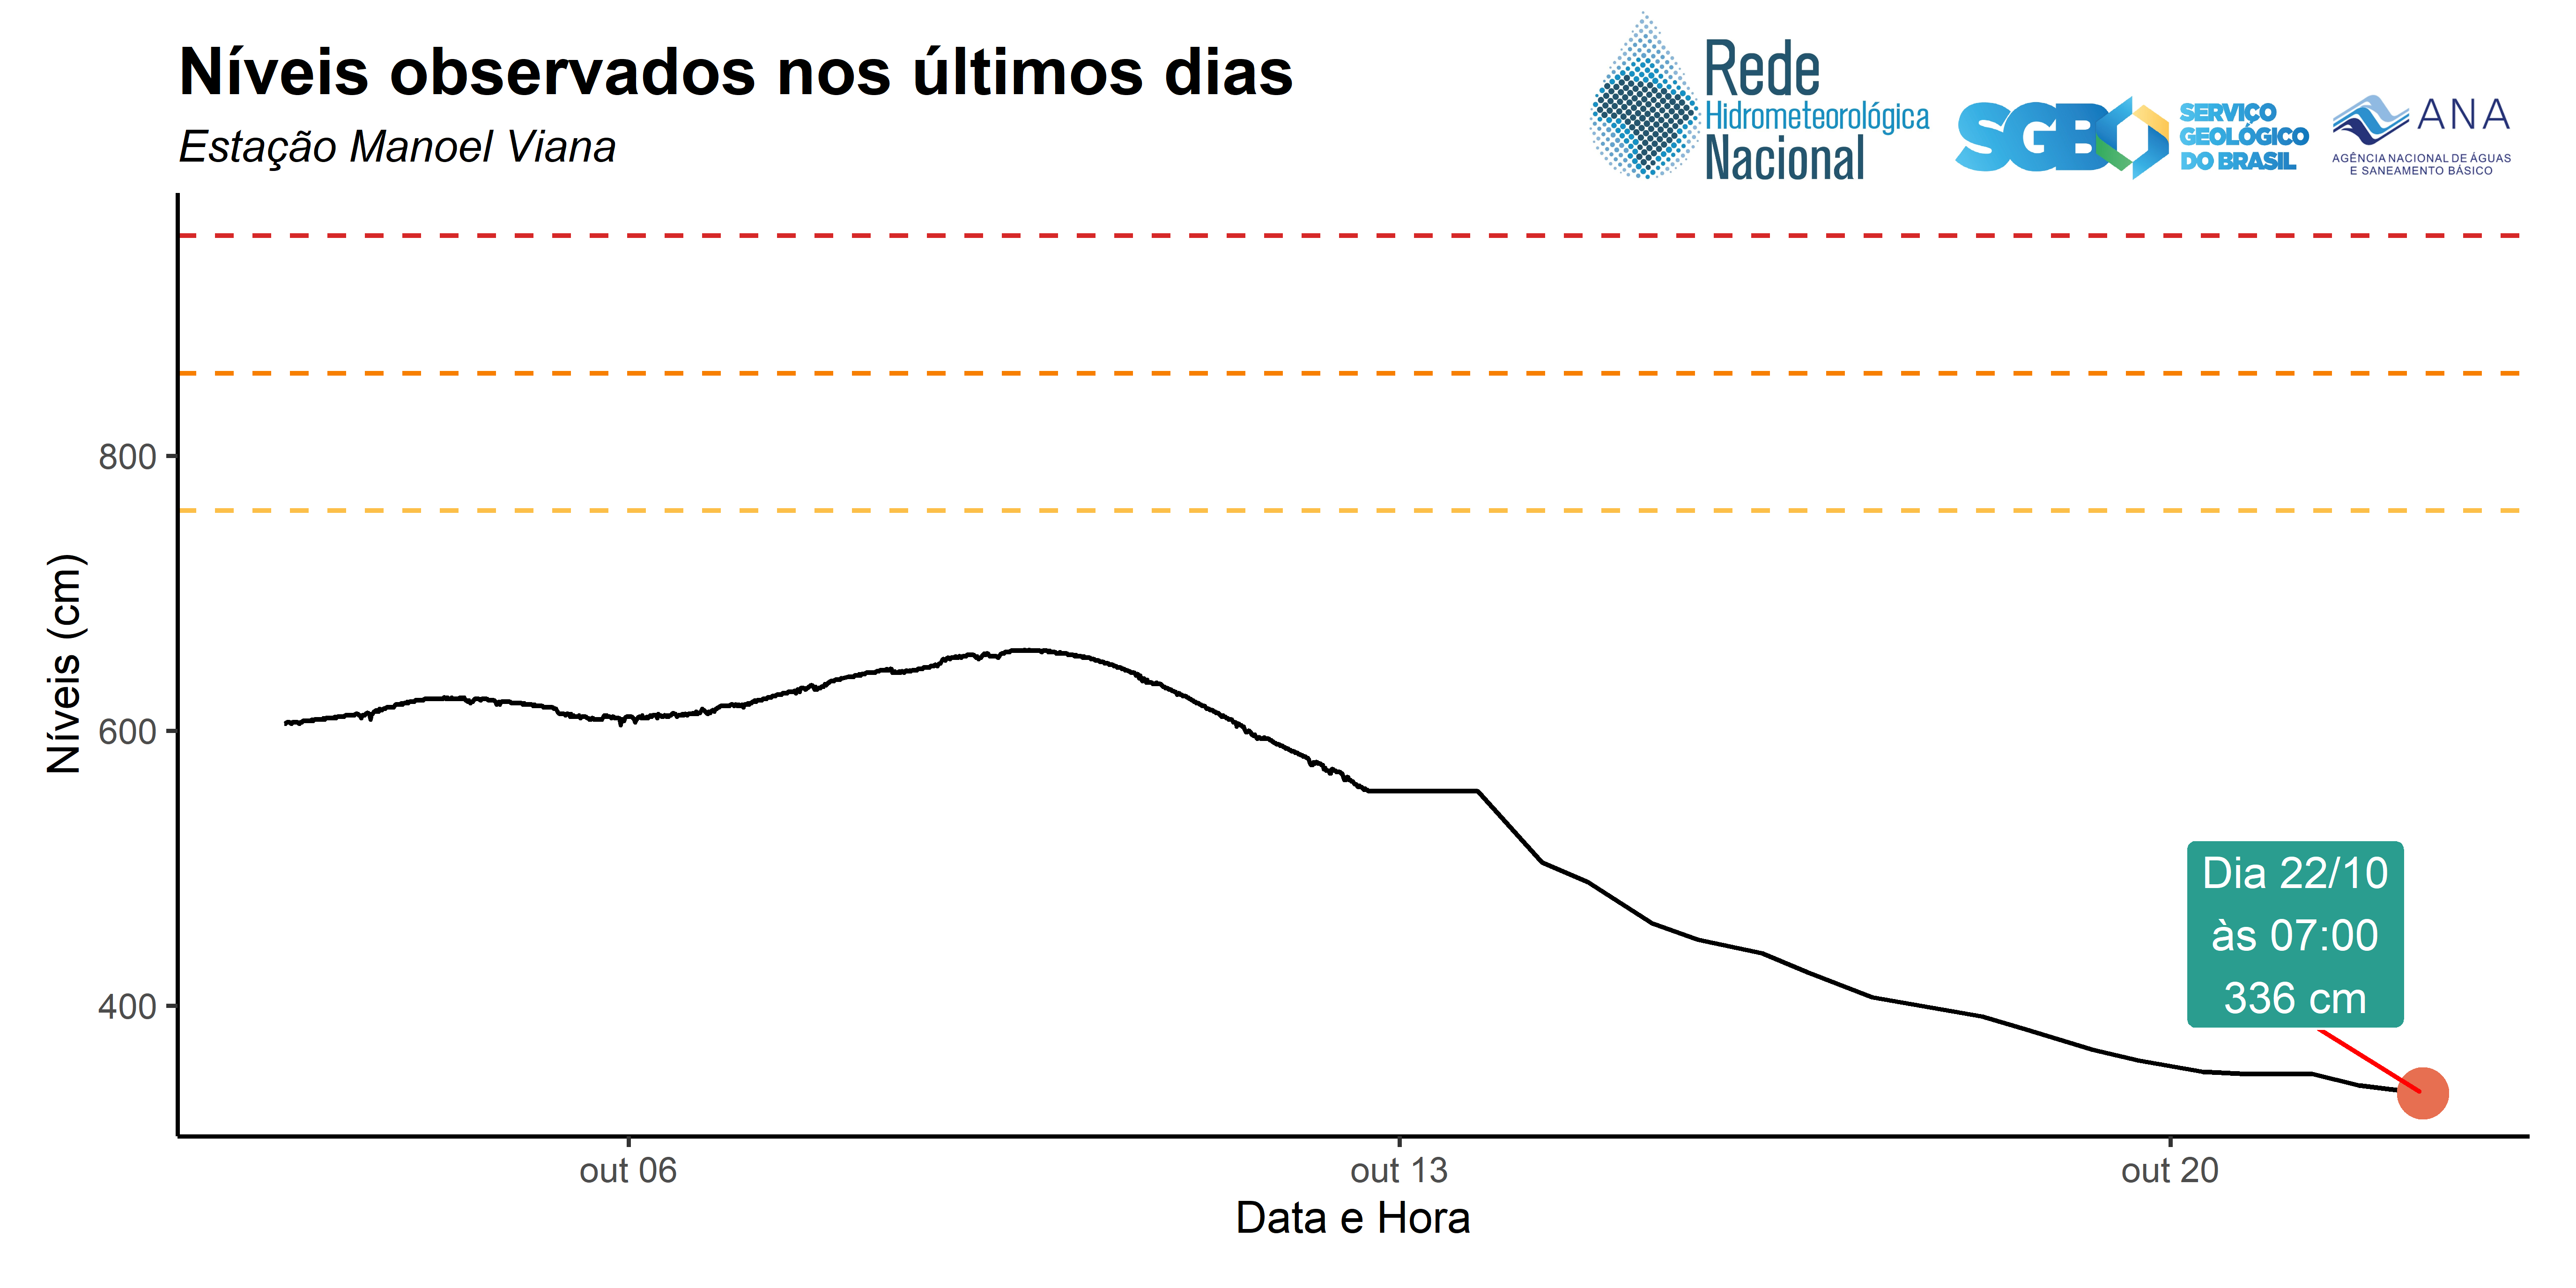 Níveis observados nos últimos dias
Estação Manoel Viana
Rede
Hidrometeorológica
Nacional
SGB
SERVIÇO
GEOLÓGICO
DO BRASIL
ANA
AGÊNCIA NACIONAL DE ÁGUAS
E SANEAMENTO BÁSICO
Níveis (cm)
800
600
400
Dia 22/10
às 07:00
336 cm
out 06
out 13
out 20
Data e Hora